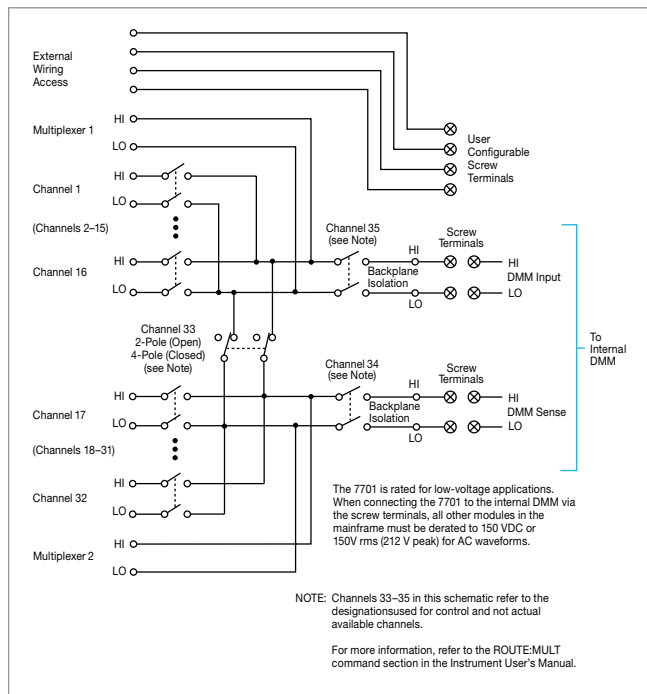 External
Wiring
Access
Multiplexer 1
HI
LO
User
Configurable
Screw
Terminals
Channel 1
HI
LO
(Channels 2–15)
Channel 16
HI
LO
Channel 35
(see Note)
Backplane
Isolation
HI
LO
Screw
Terminals
HI
DMM Input
LO
Channel 33
2-Pole (Open)
4-Pole (Closed)
(see Note)
To
Internal
DMM
Channel 17
HI
LO
(Channels 18–31)
Channel 32
HI
LO
Channel 34
(see Note)
Backplane
Isolation
HI
LO
Screw
Terminals
HI
DMM Sense
LO
Multiplexer 2
HI
LO
The 7701 is rated for low-voltage applications.
When connecting the 7701 to the internal DMM via
the screw terminals, all other modules in the
mainframe must be derated to 150 VDC or
150V rms (212 V peak) for AC waveforms.
NOTE: Channels 33–35 in this schematic refer to the
designationsused for control and not actual
available channels.
For more information, refer to the ROUTE:MULT
command section in the Instrument User's Manual.